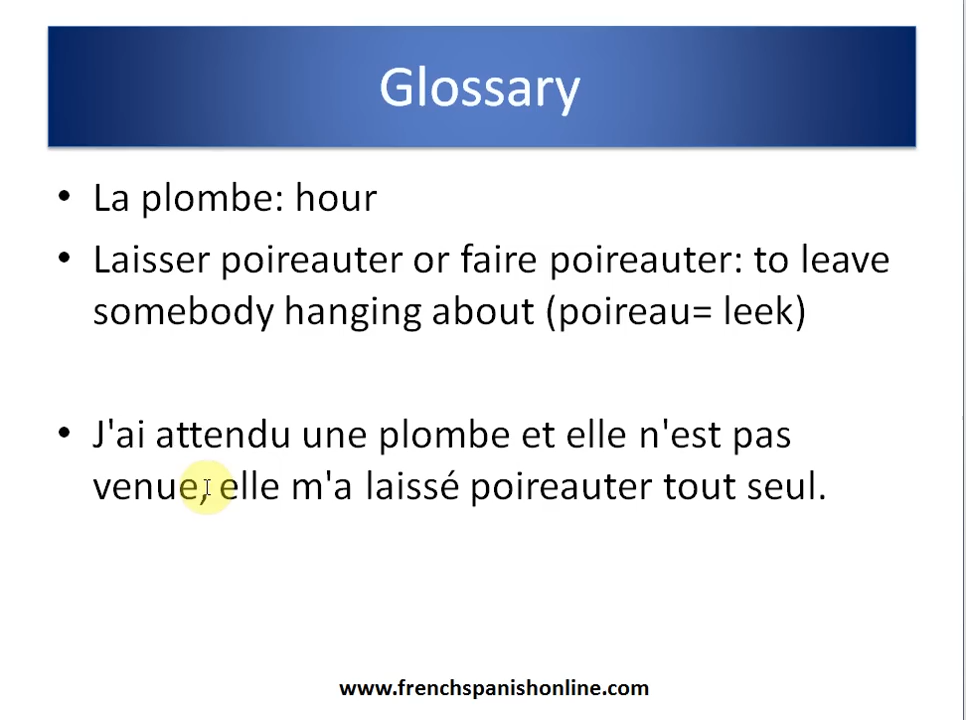 Glossary
• La plombe: hour
• Laisser poireauter or faire poireauter: to leave
somebody hanging about (poireau= leek)
• J'ai attendu une plombe et elle n'est pas
venue, elle m'a laissé poireauter tout seul.
www.frenchspanishonline.com